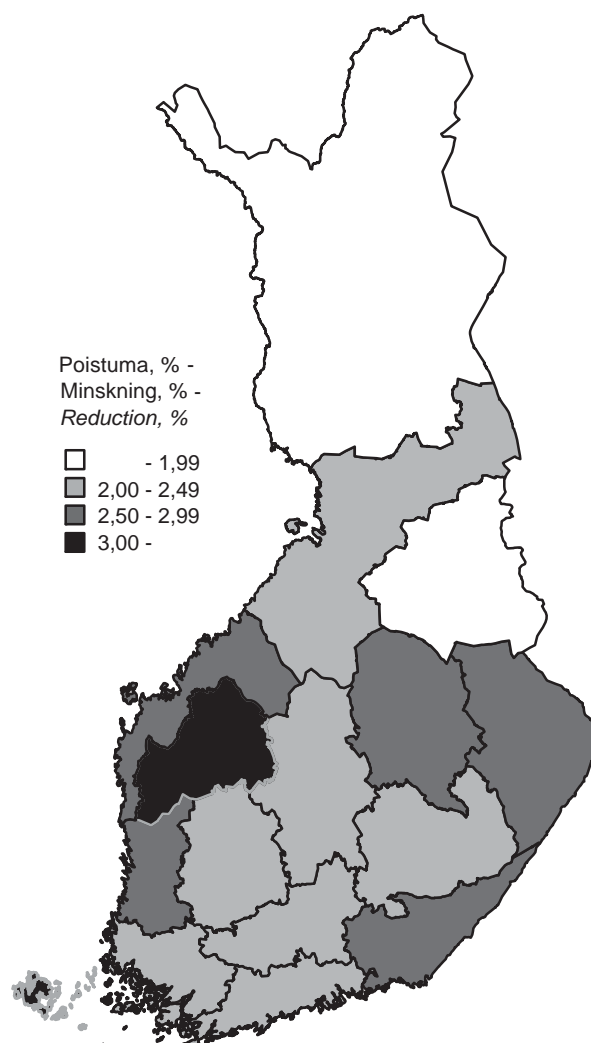 Poistuma, % -
Minskning, % -
Reduction, %
- 1,99
2,00 - 2,49
2,50 - 2,99
3,00 -